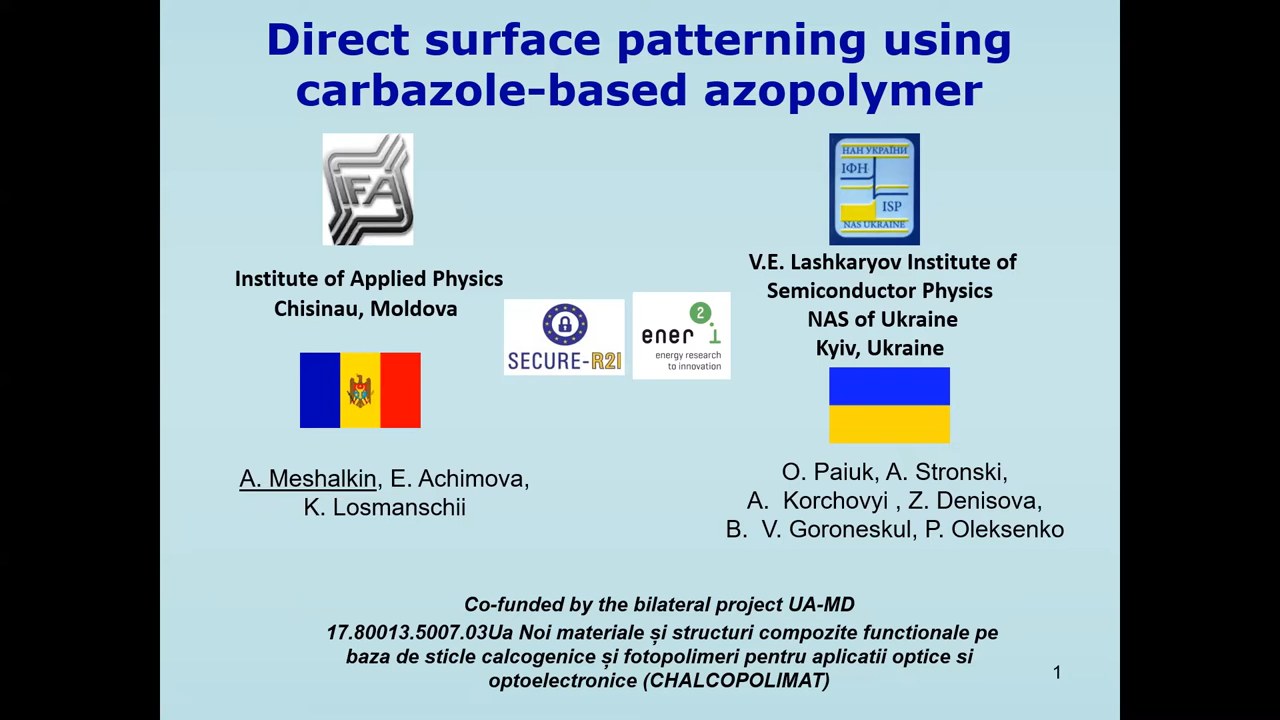 Direct surface patterning using
carbazole-based azopolymer
IFA
НАН УКРАЇНИ
ІФН
ISP
NAS UKRAINE
Institute of Applied Physics
Chisinau, Moldova
V.E. Lashkaryov Institute of
Semiconductor Physics
NAS of Ukraine
Kyiv, Ukraine
SECURE-R2I
ener2i
energy research
to innovation
A. Meshalkin, E. Achimova,
K. Losmanschii
O. Paiuk, A. Stronski,
A. Korchovyi , Z. Denisova,
B. V. Goroneskul, P. Oleksenko
Co-funded by the bilateral project UA-MD
17.80013.5007.03Ua Noi materiale și structuri compozite functionale pe
baza de sticle calcogenice și fotopolimeri pentru aplicatii optice si
optoelectronice (CHALCOPOLIMAT)
1